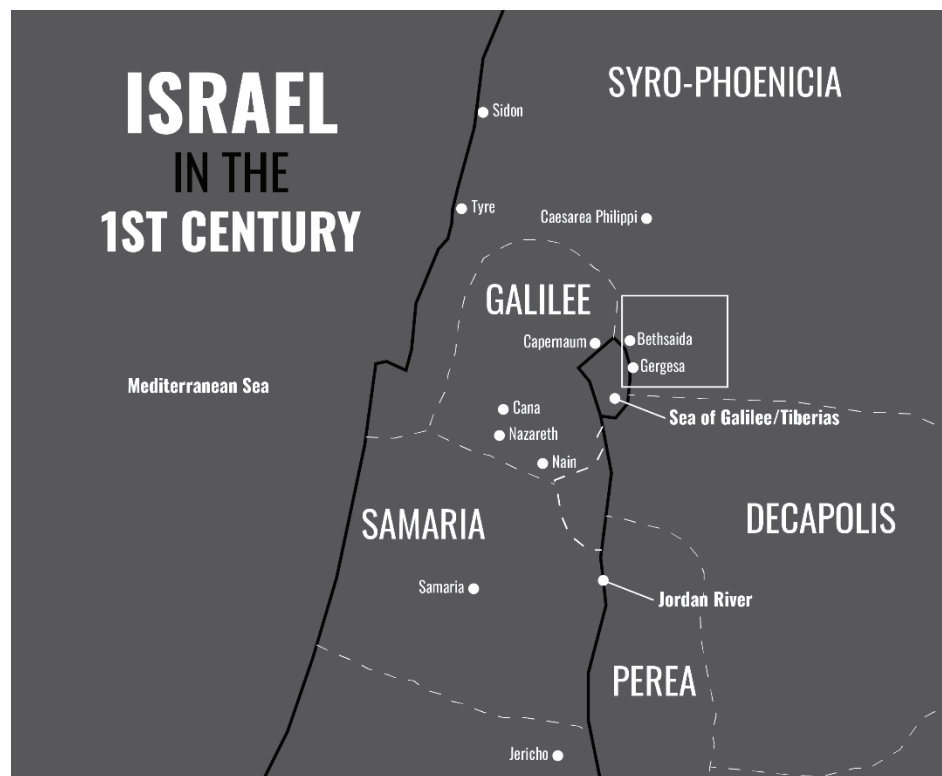 ISRAEL
IN THE
1ST CENTURY
SYRO-PHOENICIA
Sidon
Tyre
Caesarea Philippi
GALILEE
Capernaum
Bethsaida
Gergesa
Mediterranean Sea
Cana
Sea of Galilee/Tiberias
Nazareth
Nain
SAMARIA
DECAPOLIS
Samaria
Jordan River
PEREA
Jericho